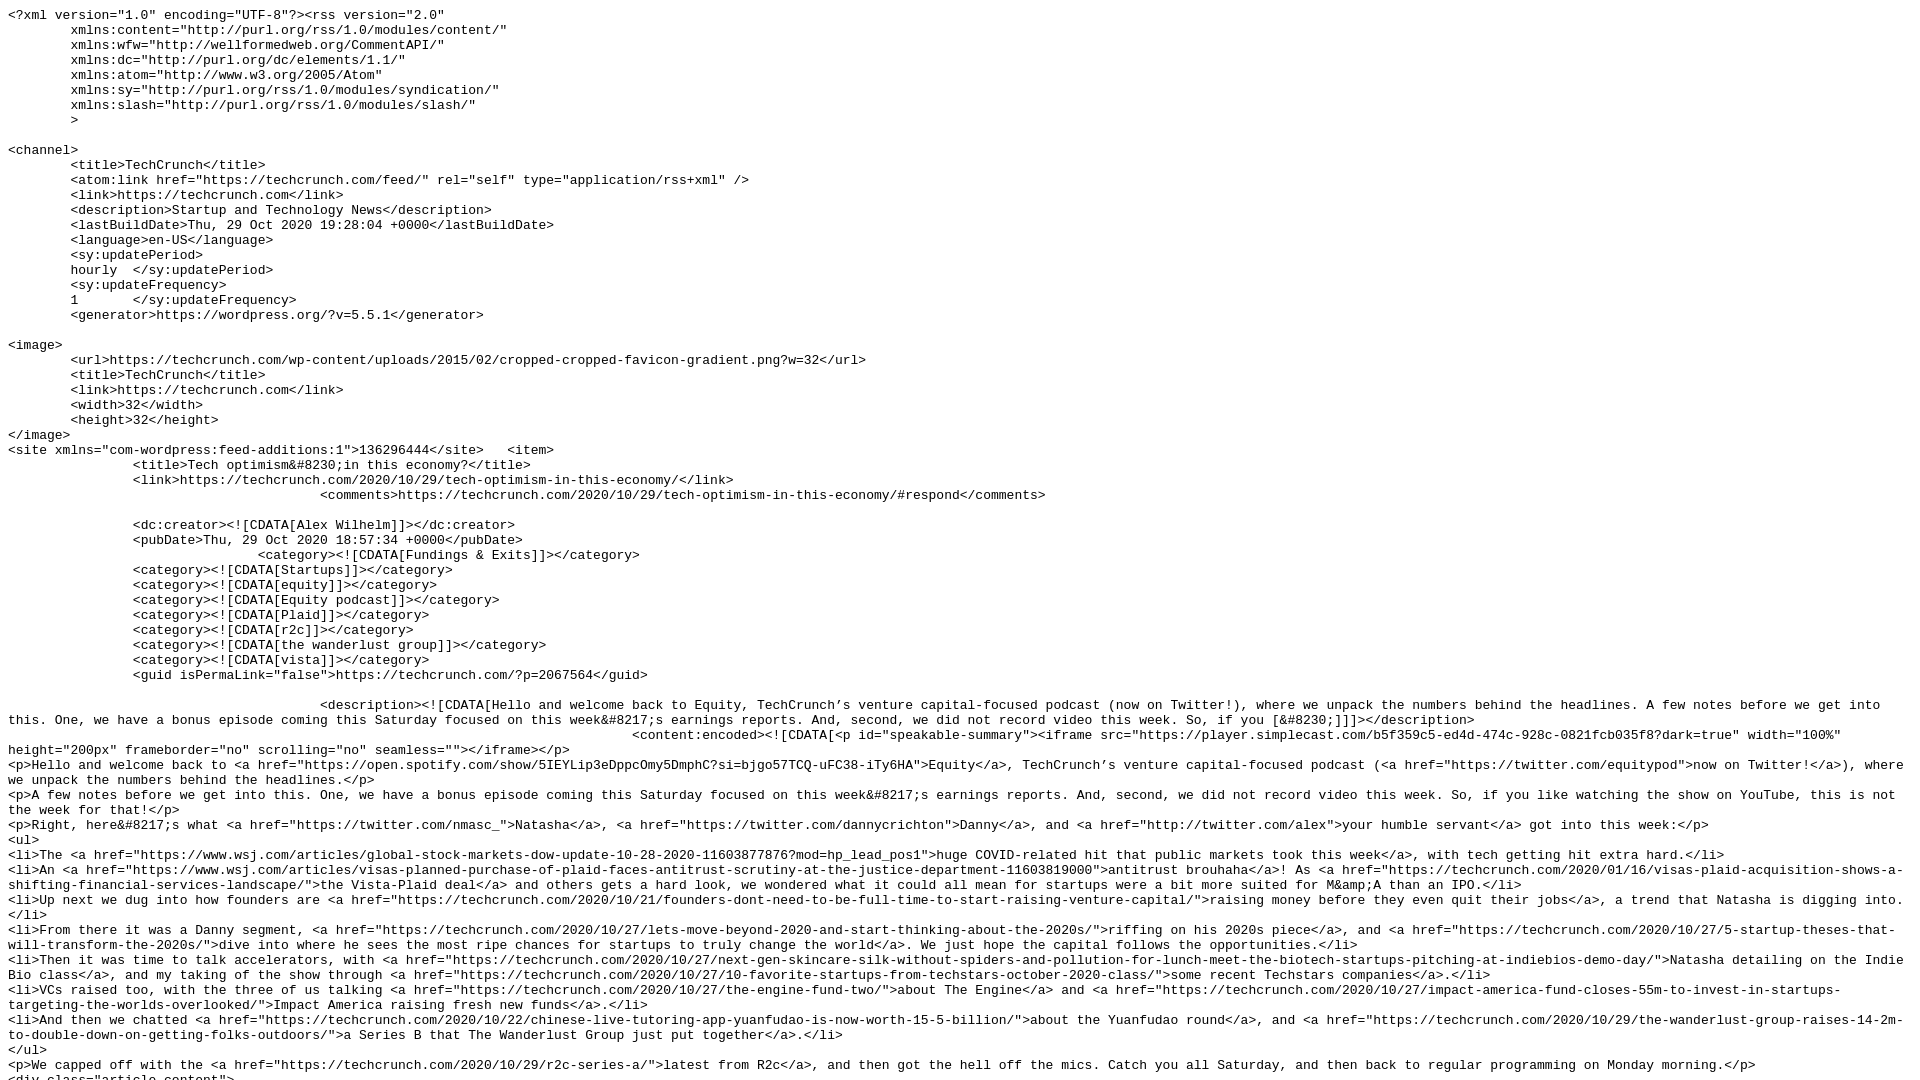 <?xml version="1.0" encoding="UTF-8"?><rss version="2.0"
xmlns:content="http://purl.org/rss/1.0/modules/content/"
xmlns:wfw="http://wellformedweb.org/CommentAPI/"
xmlns:dc="http://purl.org/dc/elements/1.1/"
xmlns:atom="http://www.w3.org/2005/Atom"
xmlns:sy="http://purl.org/rss/1.0/modules/syndication/"
xmlns:slash="http://purl.org/rss/1.0/modules/slash/"
>
<channel>
<title>TechCrunch</title>
<atom:link href="https://techcrunch.com/feed/" rel="self" type="application/rss+xml" />
<link>https://techcrunch.com</link>
<description>Startup and Technology News</description>
<lastBuildDate>Thu, 29 Oct 2020 19:28:04 +0000</lastBuildDate>
<language>en-US</language>
<sy:updatePeriod>
hourly	</sy:updatePeriod>
<sy:updateFrequency>
1	</sy:updateFrequency>
<generator>https://wordpress.org/?v=5.5.1</generator>
<image>
<url>https://techcrunch.com/wp-content/uploads/2015/02/cropped-cropped-favicon-gradient.png?w=32</url>
<title>TechCrunch</title>
<link>https://techcrunch.com</link>
<width>32</width>
<height>32</height>
</image>
<site xmlns="com-wordpress:feed-additions:1">136296444</site>	<item>
<title>Tech optimism&#8230;in this economy?</title>
<link>https://techcrunch.com/2020/10/29/tech-optimism-in-this-economy/</link>
<comments>https://techcrunch.com/2020/10/29/tech-optimism-in-this-economy/#respond</comments>
<dc:creator><![CDATA[Alex Wilhelm]]></dc:creator>
<pubDate>Thu, 29 Oct 2020 18:57:34 +0000</pubDate>
<category><![CDATA[Fundings & Exits]]></category>
<category><![CDATA[Startups]]></category>
<category><![CDATA[equity]]></category>
<category><![CDATA[Equity podcast]]></category>
<category><![CDATA[Plaid]]></category>
<category><![CDATA[r2c]]></category>
<category><![CDATA[the wanderlust group]]></category>
<category><![CDATA[vista]]></category>
<guid isPermaLink="false">https://techcrunch.com/?p=2067564</guid>
<description><![CDATA[Hello and welcome back to Equity, TechCrunch’s venture capital-focused podcast (now on Twitter!), where we unpack the numbers behind the headlines. A few notes before we get into
this. One, we have a bonus episode coming this Saturday focused on this week&#8217;s earnings reports. And, second, we did not record video this week. So, if you [&#8230;]]]></description>
<content:encoded><![CDATA[<p id="speakable-summary"><iframe src="https://player.simplecast.com/b5f359c5-ed4d-474c-928c-0821fcb035f8?dark=true" width="100%"
height="200px" frameborder="no" scrolling="no" seamless=""></iframe></p>
<p>Hello and welcome back to <a href="https://open.spotify.com/show/5IEYLip3eDppcOmy5DmphC?si=bjgo57TCQ-uFC38-iTy6HA">Equity</a>, TechCrunch’s venture capital-focused podcast (<a href="https://twitter.com/equitypod">now on Twitter!</a>), where
we unpack the numbers behind the headlines.</p>
<p>A few notes before we get into this. One, we have a bonus episode coming this Saturday focused on this week&#8217;s earnings reports. And, second, we did not record video this week. So, if you like watching the show on YouTube, this is not
the week for that!</p>
<p>Right, here&#8217;s what <a href="https://twitter.com/nmasc_">Natasha</a>, <a href="https://twitter.com/dannycrichton">Danny</a>, and <a href="http://twitter.com/alex">your humble servant</a> got into this week:</p>
<ul>
<li>The <a href="https://www.wsj.com/articles/global-stock-markets-dow-update-10-28-2020-11603877876?mod=hp_lead_pos1">huge COVID-related hit that public markets took this week</a>, with tech getting hit extra hard.</li>
<li>An <a href="https://www.wsj.com/articles/visas-planned-purchase-of-plaid-faces-antitrust-scrutiny-at-the-justice-department-11603819000">antitrust brouhaha</a>! As <a href="https://techcrunch.com/2020/01/16/visas-plaid-acquisition-shows-a-
shifting-financial-services-landscape/">the Vista-Plaid deal</a> and others gets a hard look, we wondered what it could all mean for startups were a bit more suited for M&amp;A than an IPO.</li>
<li>Up next we dug into how founders are <a href="https://techcrunch.com/2020/10/21/founders-dont-need-to-be-full-time-to-start-raising-venture-capital/">raising money before they even quit their jobs</a>, a trend that Natasha is digging into.
</li>
<li>From there it was a Danny segment, <a href="https://techcrunch.com/2020/10/27/lets-move-beyond-2020-and-start-thinking-about-the-2020s/">riffing on his 2020s piece</a>, and <a href="https://techcrunch.com/2020/10/27/5-startup-theses-that-
will-transform-the-2020s/">dive into where he sees the most ripe chances for startups to truly change the world</a>. We just hope the capital follows the opportunities.</li>
<li>Then it was time to talk accelerators, with <a href="https://techcrunch.com/2020/10/27/next-gen-skincare-silk-without-spiders-and-pollution-for-lunch-meet-the-biotech-startups-pitching-at-indiebios-demo-day/">Natasha detailing on the Indie
Bio class</a>, and my taking of the show through <a href="https://techcrunch.com/2020/10/27/10-favorite-startups-from-techstars-october-2020-class/">some recent Techstars companies</a>.</li>
<li>VCs raised too, with the three of us talking <a href="https://techcrunch.com/2020/10/27/the-engine-fund-two/">about The Engine</a> and <a href="https://techcrunch.com/2020/10/27/impact-america-fund-closes-55m-to-invest-in-startups-
targeting-the-worlds-overlooked/">Impact America raising fresh new funds</a>.</li>
<li>And then we chatted <a href="https://techcrunch.com/2020/10/22/chinese-live-tutoring-app-yuanfudao-is-now-worth-15-5-billion/">about the Yuanfudao round</a>, and <a href="https://techcrunch.com/2020/10/29/the-wanderlust-group-raises-14-2m-
to-double-down-on-getting-folks-outdoors/">a Series B that The Wanderlust Group just put together</a>.</li>
</ul>
<p>We capped off with the <a href="https://techcrunch.com/2020/10/29/r2c-series-a/">latest from R2c</a>, and then got the hell off the mics. Catch you all Saturday, and then back to regular programming on Monday morning.</p>
<div class="article-content">